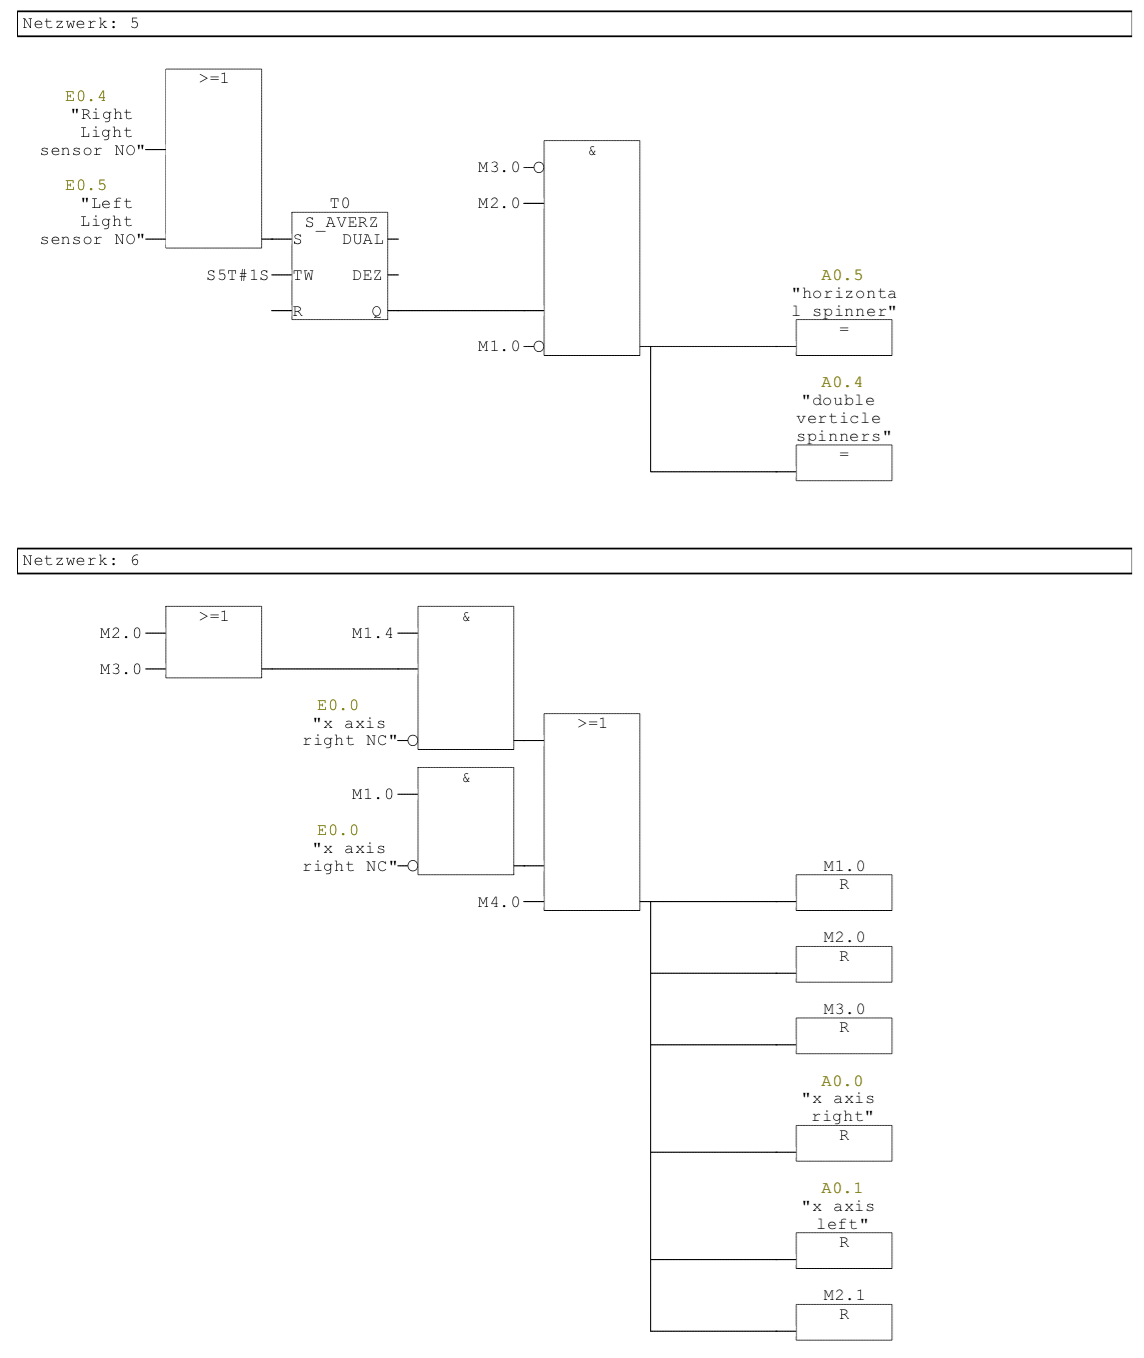 Netzwerk: 5
>=1
E0.4
"Right
Light
sensor NO"
E0.5
"Left
Light
sensor NO"
T0
S_AVERZ
S DUAL
S5T#1S TW DEZ
R Q
&
M3.0
M2.0
M1.0
A0.5
"horizonta
l spinner"
=
A0.4
"double
verticle
spinners"
=
Netzwerk: 6
>=1
M2.0
M3.0
&
M1.4
E0.0
"x axis
right NC"
&
M1.0
E0.0
"x axis
right NC"
>=1
M4.0
M1.0
R
M2.0
R
M3.0
R
A0.0
"x axis
right"
R
A0.1
"x axis
left"
R
M2.1
R